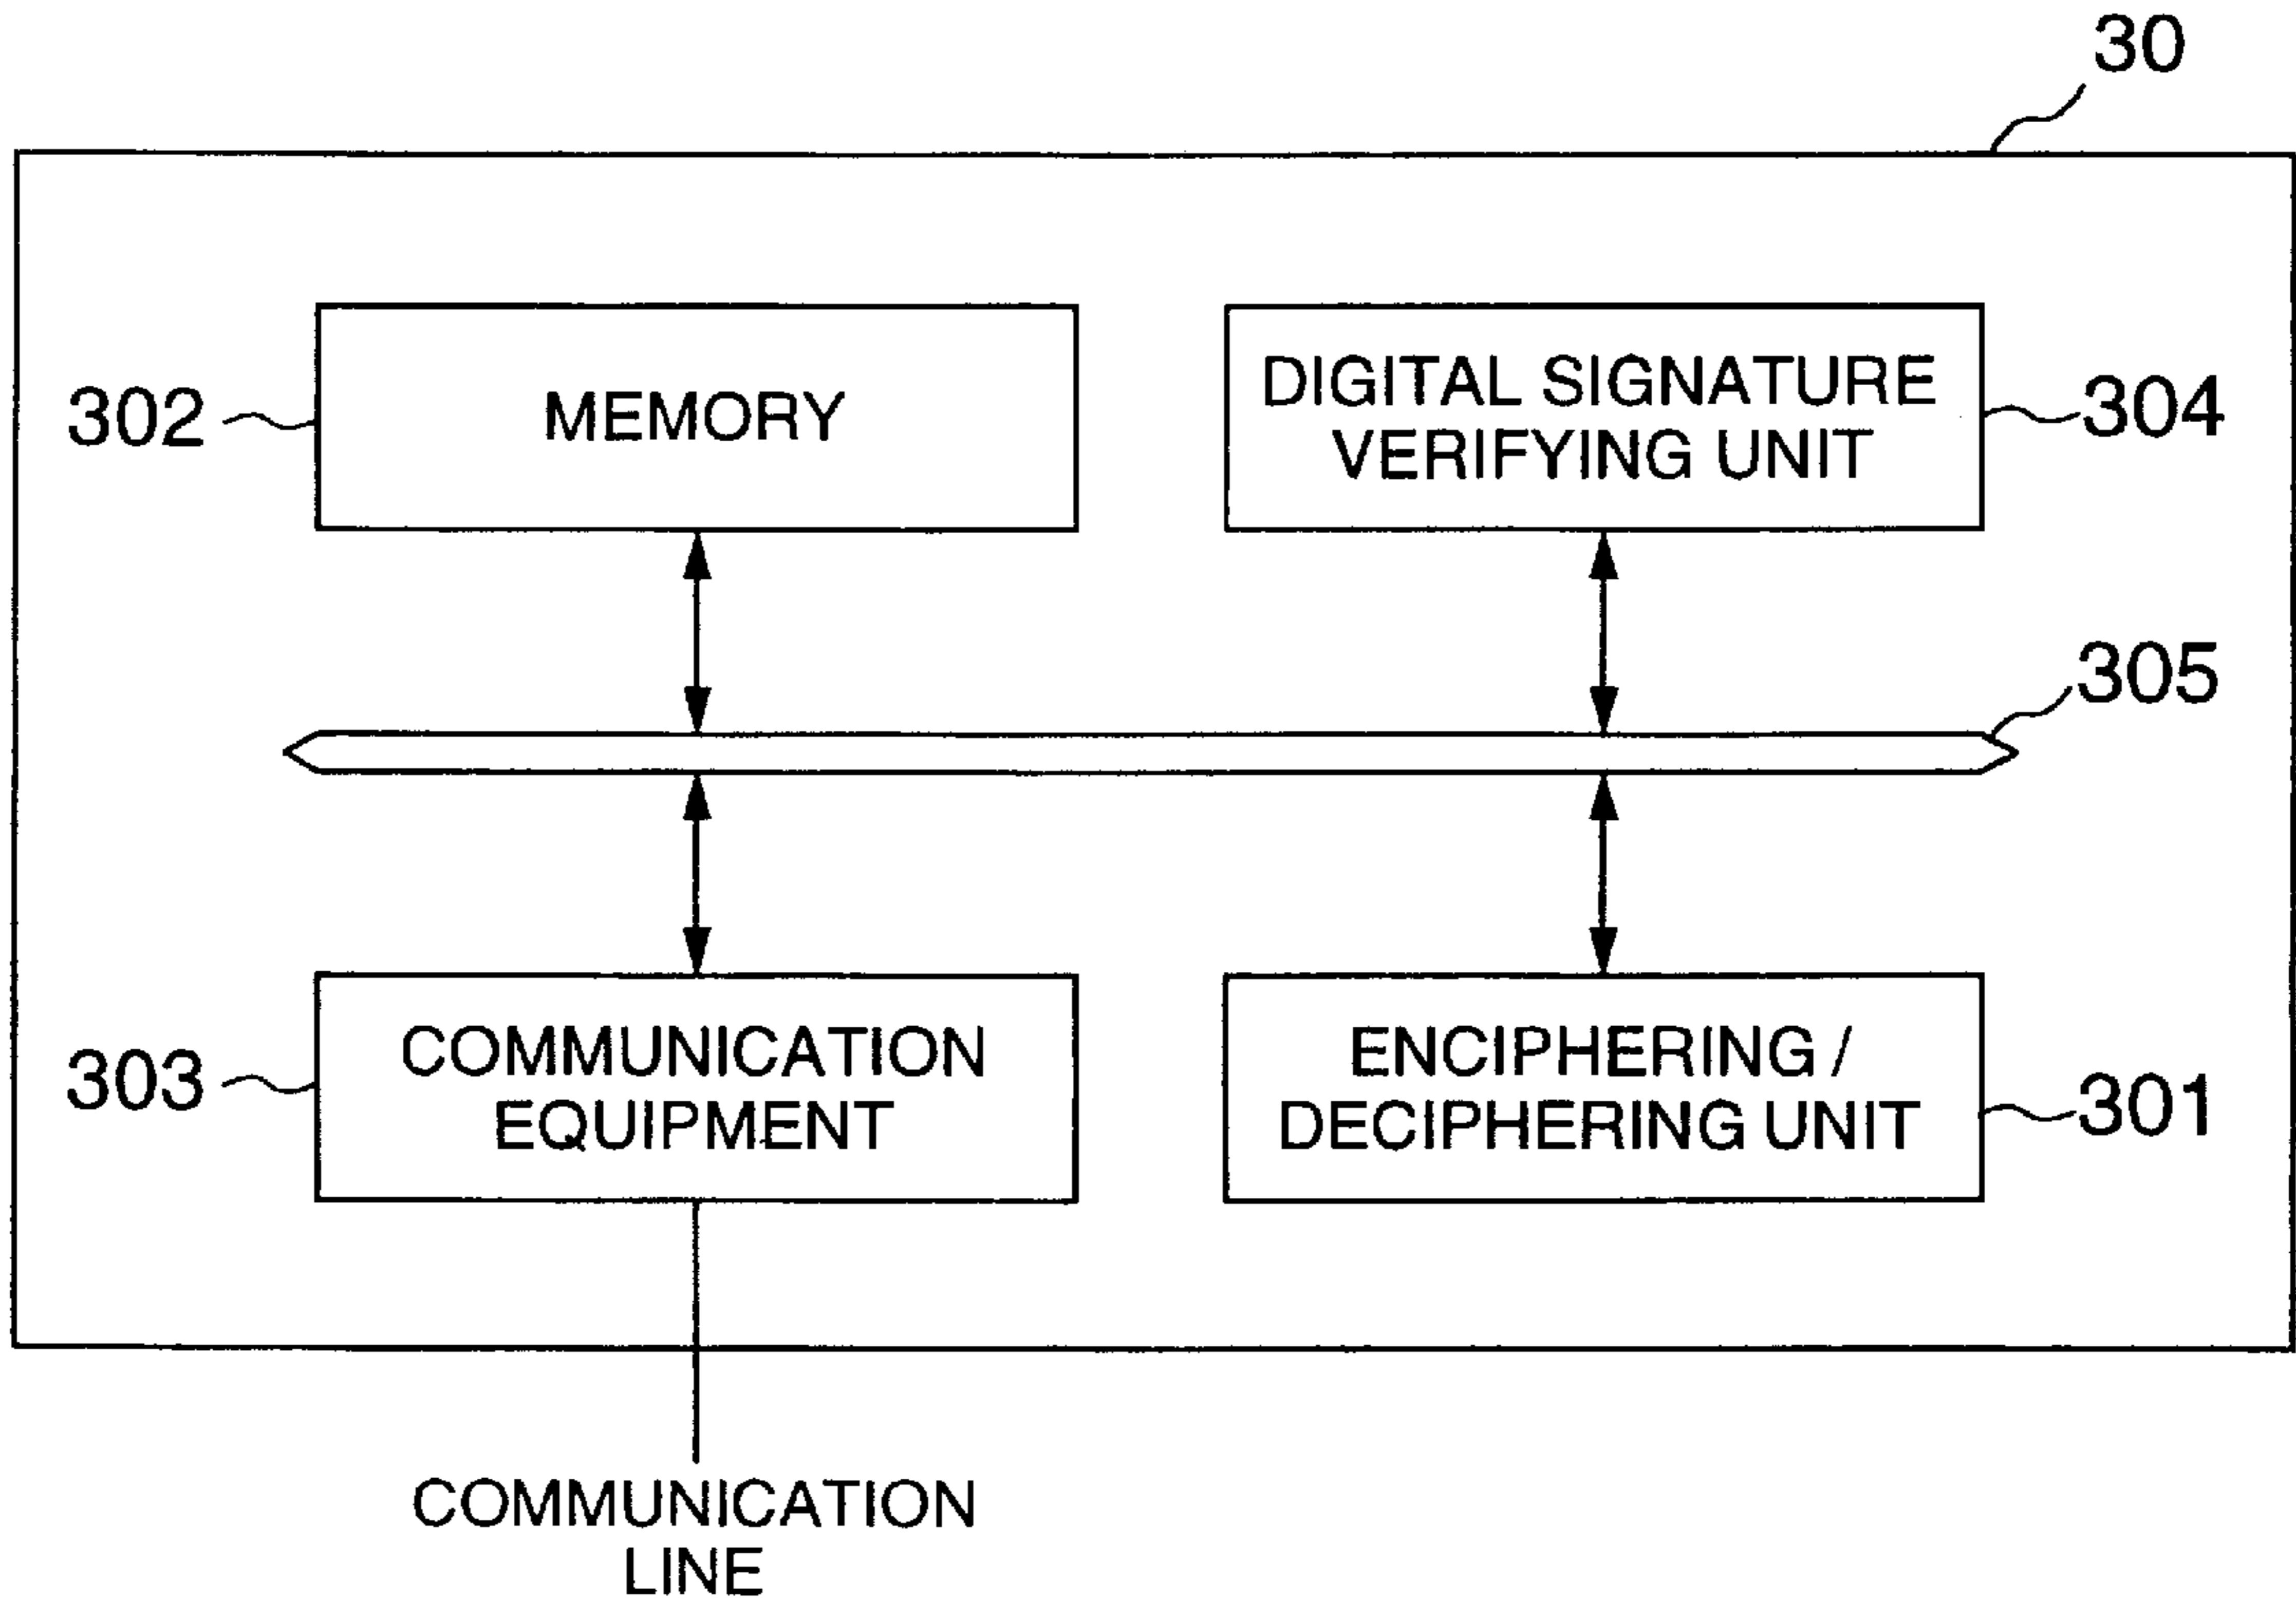 30
302
MEMORY
DIGITAL SIGNATURE
VERIFYING UNIT
304
305
303
COMMUNICATION
EQUIPMENT
ENCIPHERING /
DECIPHERING UNIT
301
COMMUNICATION
LINE